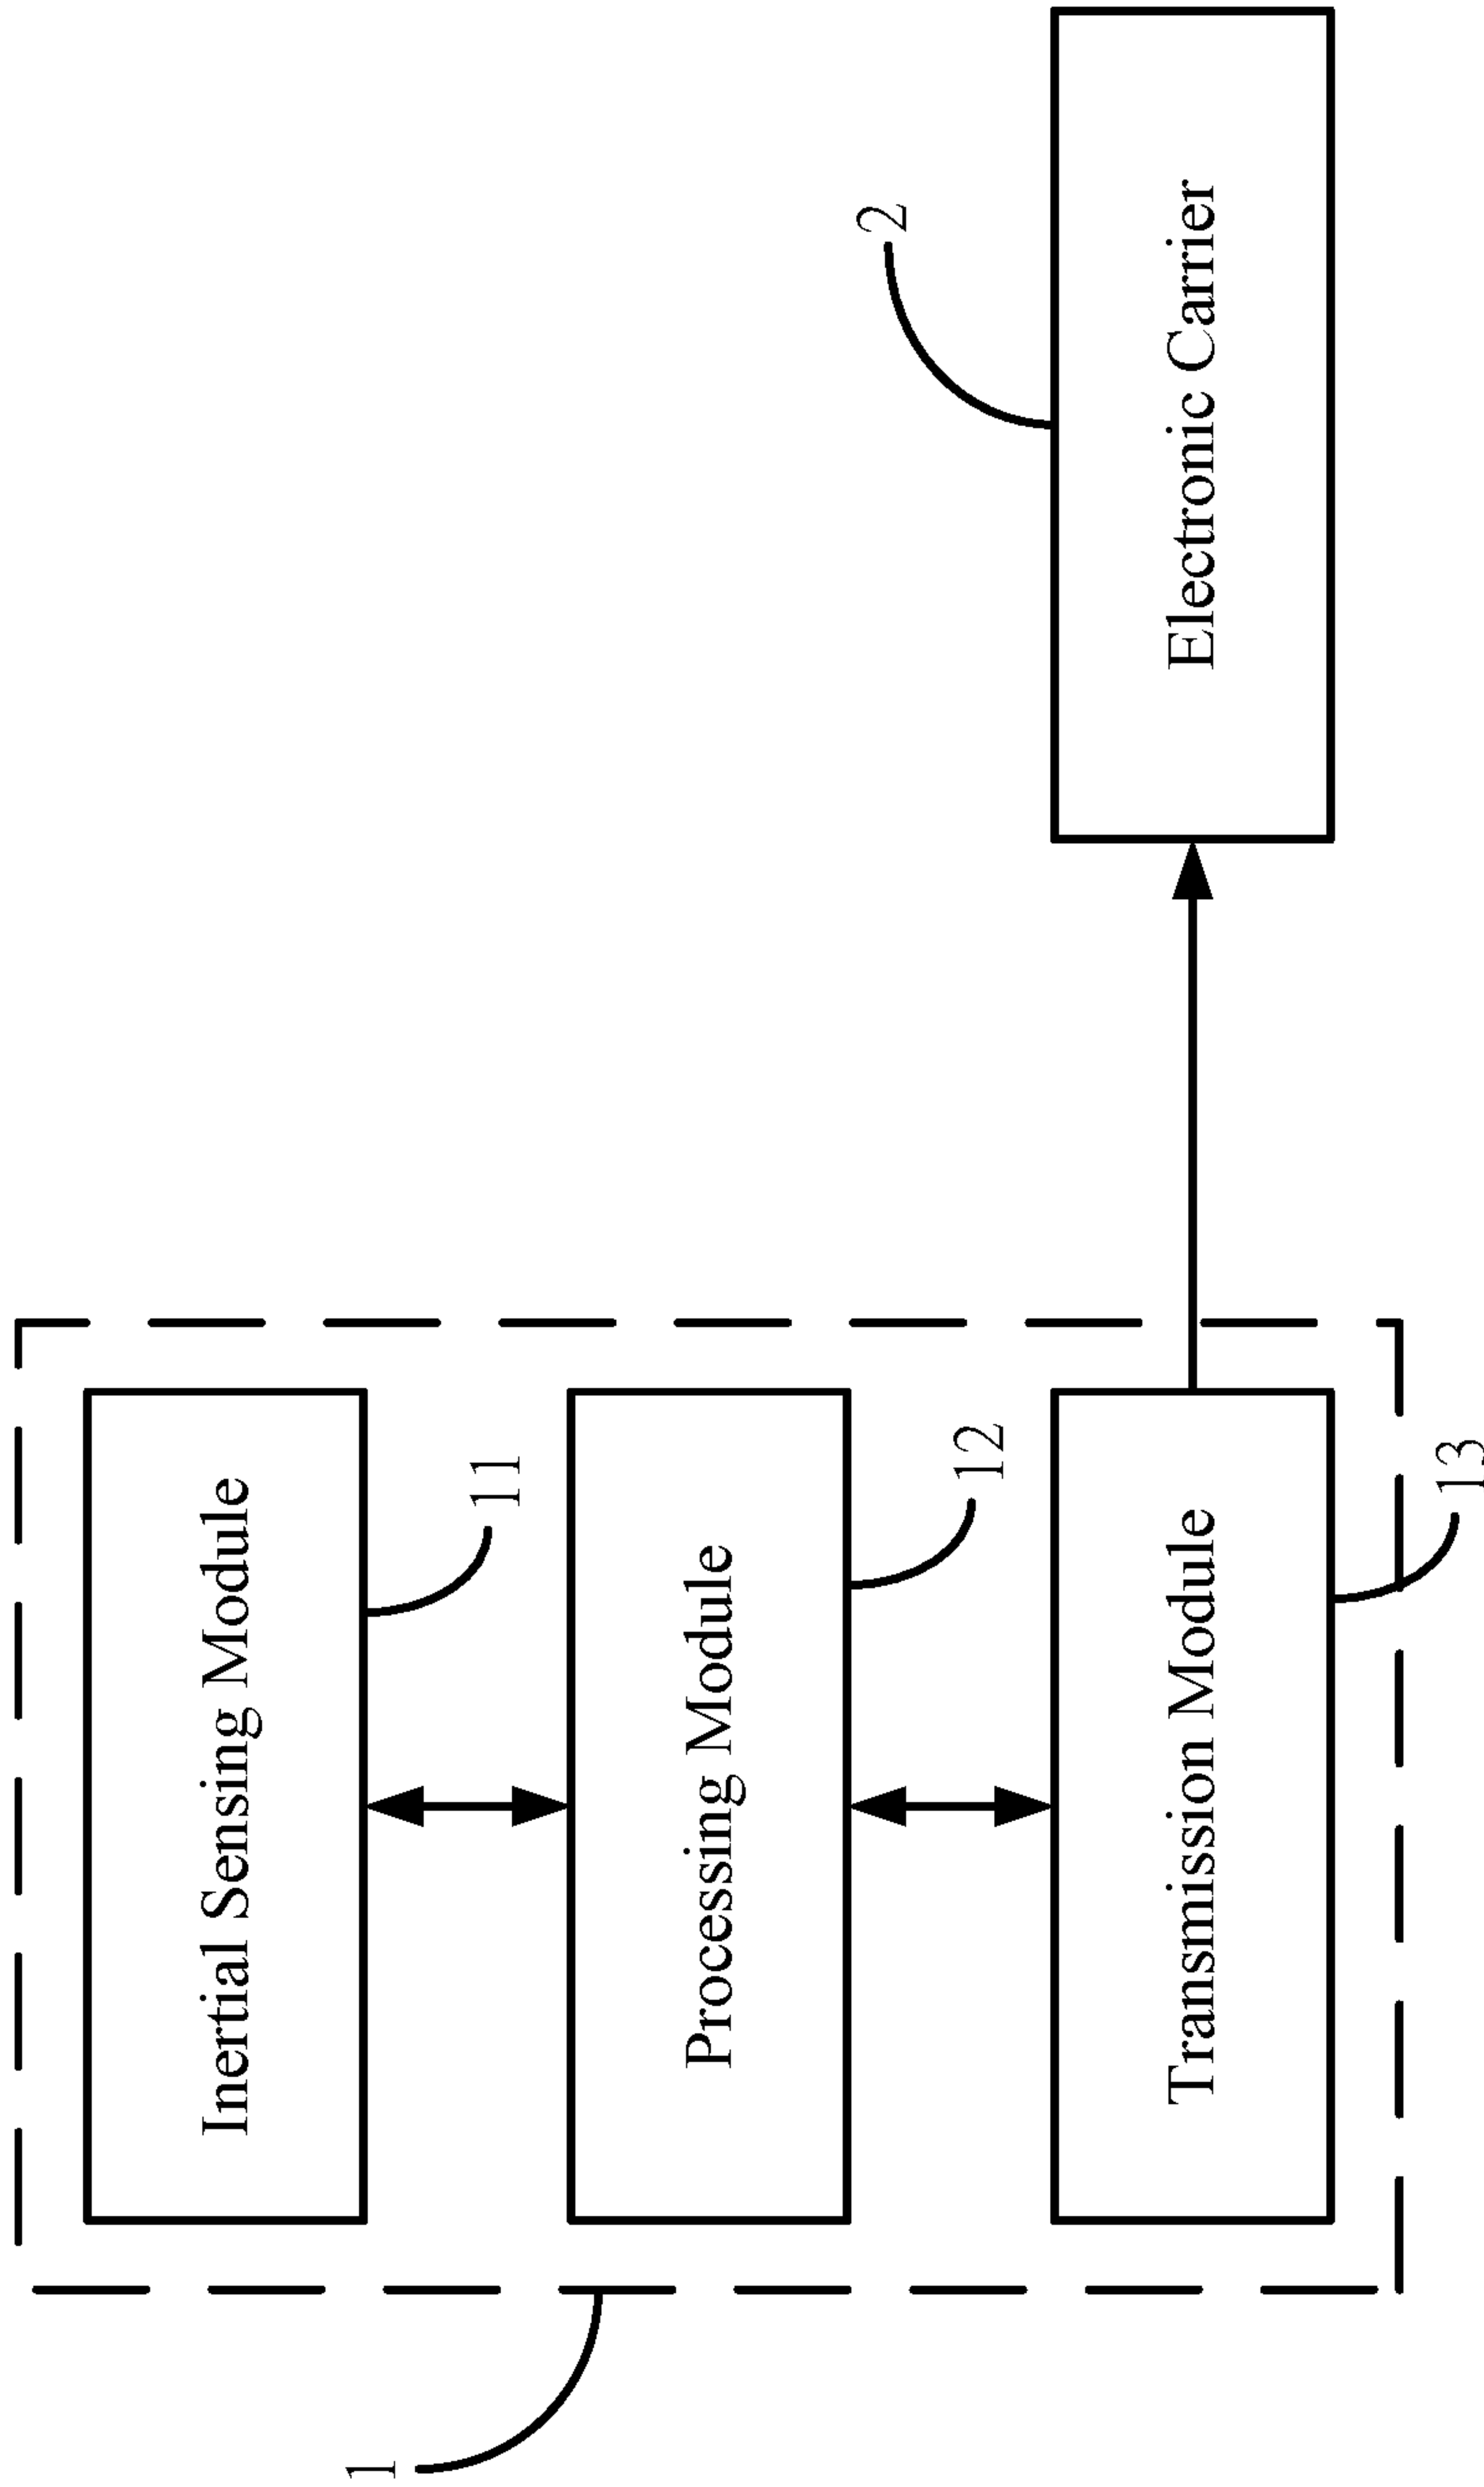 Inertial Sensing Module
11
Processing Module
12
2
Transmission Module
Electronic Carrier
13
1